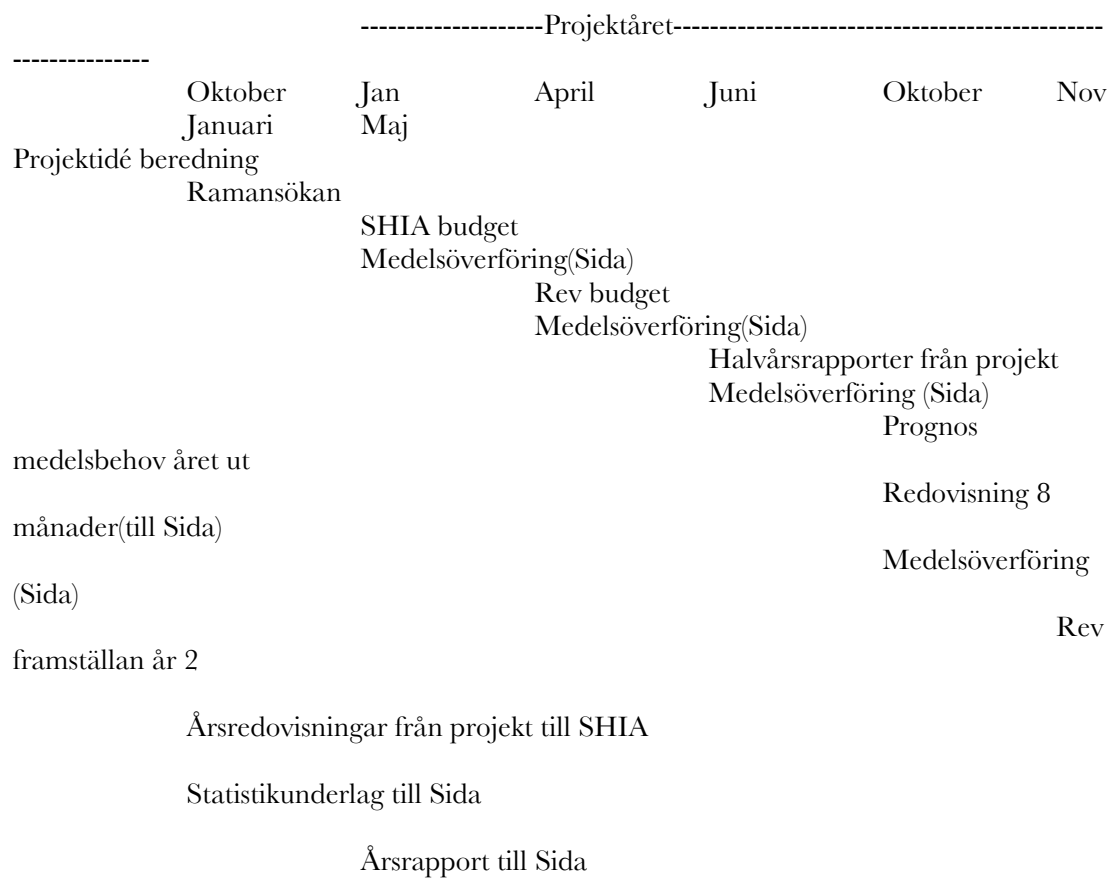 --------------------Projektåret-----------------------------------------------
---------------
Oktober Jan April Juni Oktober Nov
Januari Maj
Projektidé beredning
Ramansökan
SHIA budget
Medelsöverföring(Sida)
Rev budget
Medelsöverföring(Sida)
Halvårsrapporter från projekt
Medelsöverföring (Sida)
Prognos
medelsbehov året ut
Redovisning 8
månader(till Sida)
Medelsöverföring
(Sida)
Rev
framställan år 2
Årsredovisningar från projekt till SHIA
Statistikunderlag till Sida
Årsrapport till Sida